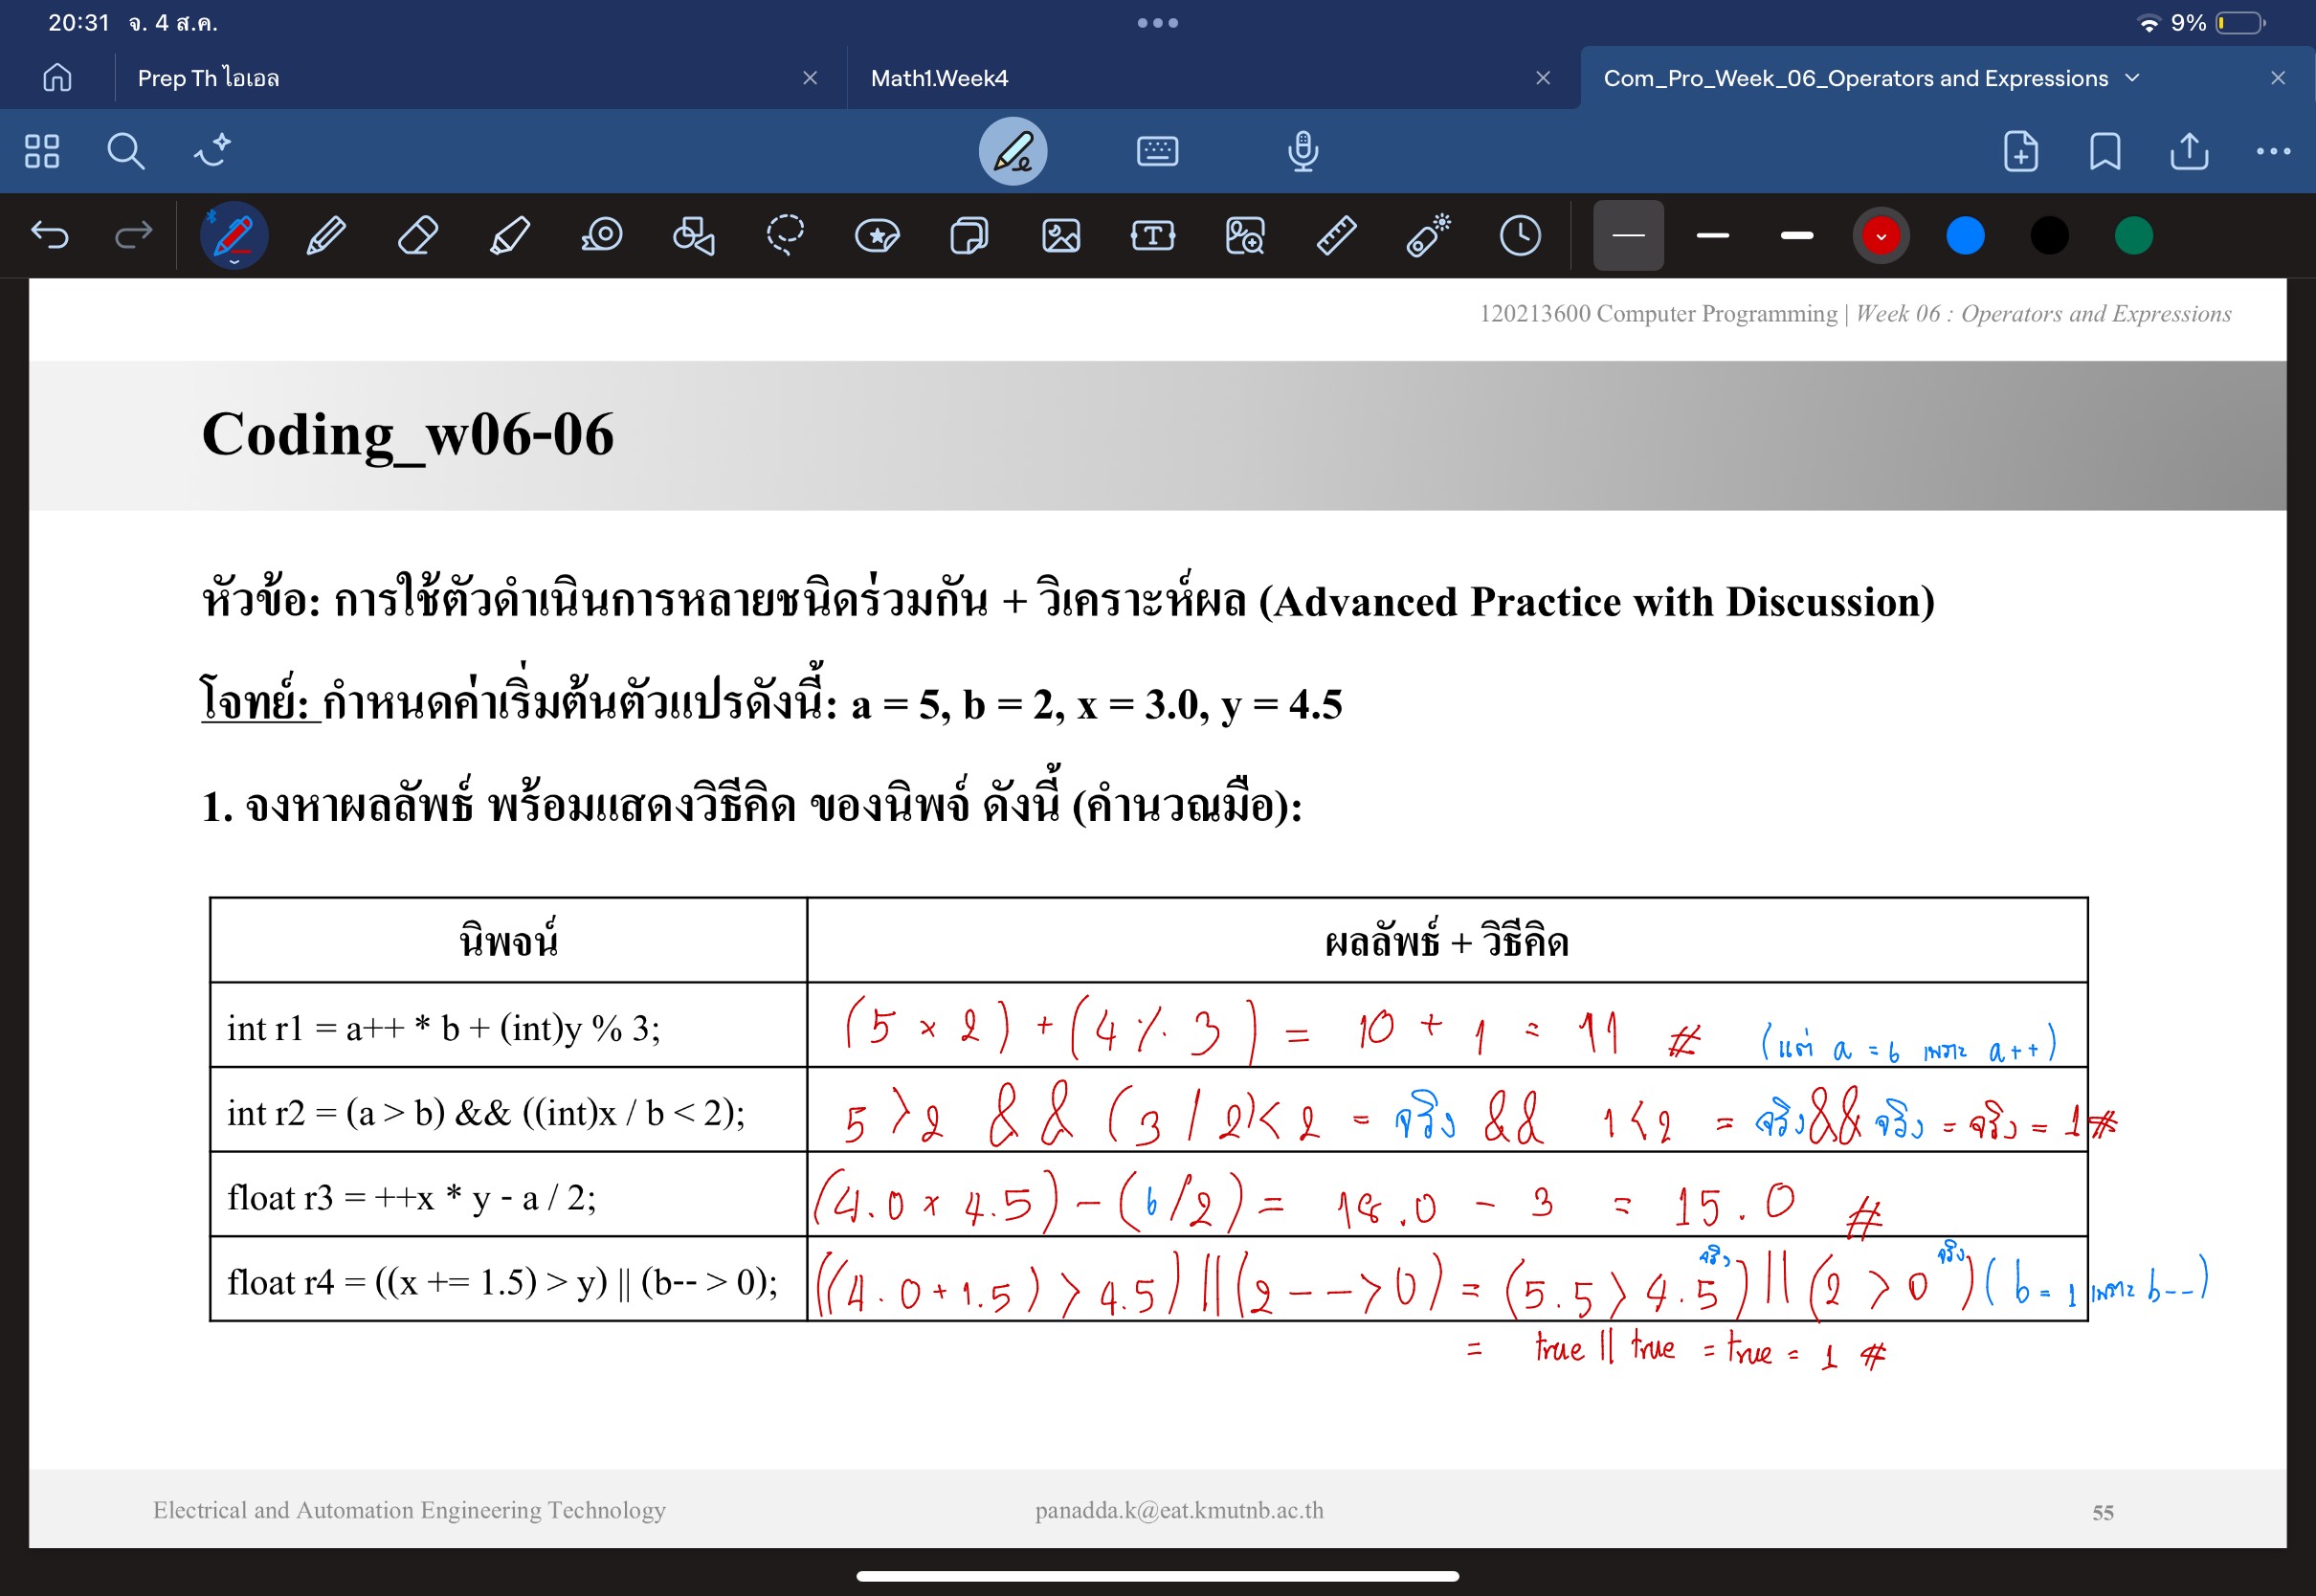 20:31 จ. 4 ส.ค. 9%
Prep Th ไอเอล Math1.Week4 Com_Pro_Week_06_Operators and Expressions
120213600 Computer Programming | Week 06 : Operators and Expressions
Coding_w06-06
หัวข้อ: การใช้ตัวดำเนินการหลายชนิดร่วมกัน + วิเคราะห์ผล (Advanced Practice with Discussion)
โจทย์: กำหนดค่าเริ่มต้นตัวแปรดังนี้: a = 5, b = 2, x = 3.0, y = 4.5
1. จงหาผลลัพธ์ พร้อมแสดงวิธีคิด ของนิพจ์ ดังนี้ (คำนวณมือ):
นิพจน์ ผลลัพธ์ + วิธีคิด
int r1 = a++ * b + (int)y % 3; (5 × 2) + (4 % 3) = 10 + 1 = 11 # (แต่ a = 6 เพราะ a++)
int r2 = (a > b) && ((int)x / b < 2); 5 > 2 && (3 / 2) < 2 = จริง && 1 < 2 = จริง && จริง = จริง = 1 #
float r3 = ++x * y - a / 2; (4.0 × 4.5) - (6/2) = 18.0 - 3 = 15.0 #
float r4 = ((x += 1.5) > y) || (b-- > 0); ((4.0+1.5) > 4.5) || (2 -- > 0) = (5.5 > 4.5 จริง) || (2 > 0 จริง) (b = 1 เพราะ b--)
= true || true = true = 1 #
Electrical and Automation Engineering Technology panadda.k@eat.kmutnb.ac.th 55